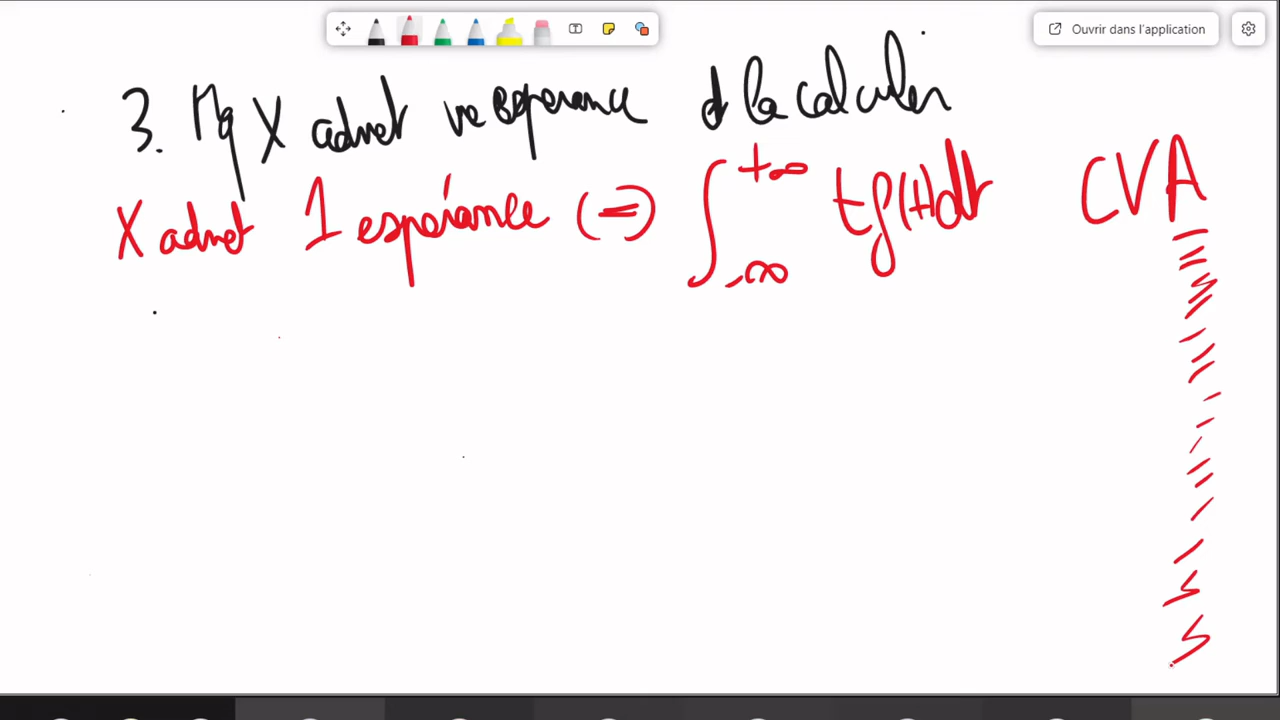 Ouvrir dans l'application
3. Mq X admet une espérance et la calculer
X admet 1 espérance (=) ∫_{-∞}^{+∞} t f(t) dt CVA